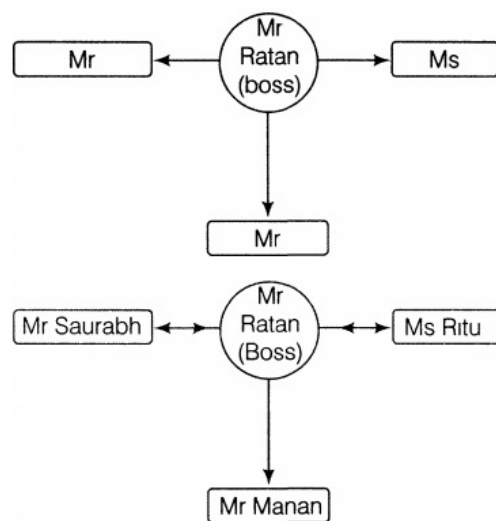 Mr
Ratan
(boss)
Mr
Ms
Mr
Mr
Ratan
(Boss)
Mr Saurabh
Ms Ritu
Mr Manan